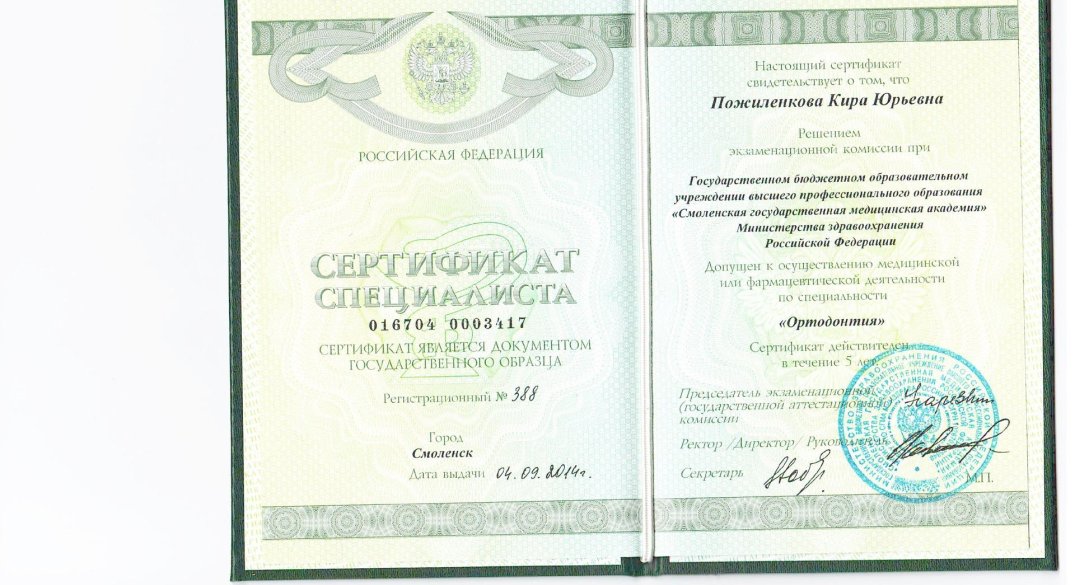 РОССИЙСКАЯ ФЕДЕРАЦИЯ
СЕРТИФИКАТ
СПЕЦИАЛИСТА
016704 0003417
СЕРТИФИКАТ ЯВЛЯЕТСЯ ДОКУМЕНТОМ
ГОСУДАРСТВЕННОГО ОБРАЗЦА
Регистрационный № 388
Город
Смоленск
Дата выдачи 04.09.2014г.
Настоящий сертификат
свидетельствует о том, что
Пожиленкова Кира Юрьевна
Решением
экзаменационной комиссии при
Государственном бюджетном образовательном
учреждении высшего профессионального образования
«Смоленская государственная медицинская академия»
Министерства здравоохранения
Российской Федерации
Допущен к осуществлению медицинской
или фармацевтической деятельности
по специальности
«Ортодонтия»
Сертификат действителен
в течение 5 лет
Председатель экзаменационной
(государственной аттестационной)
комиссии
Ректор /Директор/ Руководитель
Секретарь
М.П.